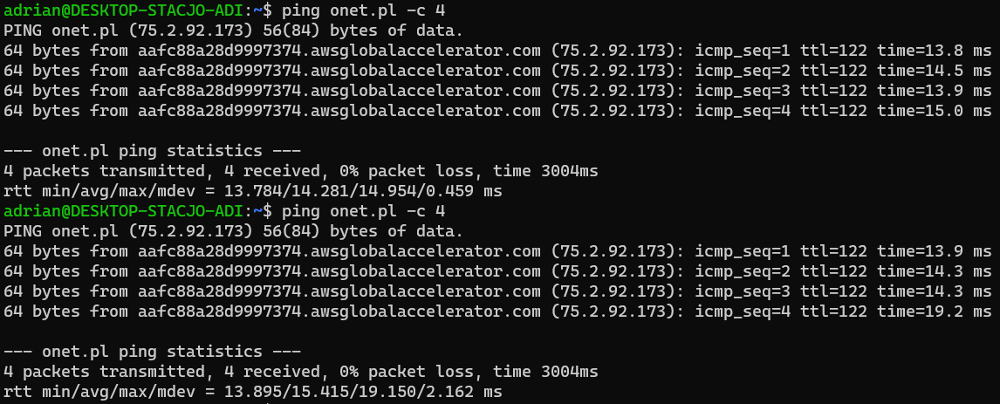 adrian@DESKTOP-STACJO-ADI:~$ ping onet.pl -c 4
PING onet.pl (75.2.92.173) 56(84) bytes of data.
64 bytes from aafc88a28d9997374.awsglobalaccelerator.com (75.2.92.173): icmp_seq=1 ttl=122 time=13.8 ms
64 bytes from aafc88a28d9997374.awsglobalaccelerator.com (75.2.92.173): icmp_seq=2 ttl=122 time=14.5 ms
64 bytes from aafc88a28d9997374.awsglobalaccelerator.com (75.2.92.173): icmp_seq=3 ttl=122 time=13.9 ms
64 bytes from aafc88a28d9997374.awsglobalaccelerator.com (75.2.92.173): icmp_seq=4 ttl=122 time=15.0 ms
--- onet.pl ping statistics ---
4 packets transmitted, 4 received, 0% packet loss, time 3004ms
rtt min/avg/max/mdev = 13.784/14.281/14.954/0.459 ms
adrian@DESKTOP-STACJO-ADI:~$ ping onet.pl -c 4
PING onet.pl (75.2.92.173) 56(84) bytes of data.
64 bytes from aafc88a28d9997374.awsglobalaccelerator.com (75.2.92.173): icmp_seq=1 ttl=122 time=13.9 ms
64 bytes from aafc88a28d9997374.awsglobalaccelerator.com (75.2.92.173): icmp_seq=2 ttl=122 time=14.3 ms
64 bytes from aafc88a28d9997374.awsglobalaccelerator.com (75.2.92.173): icmp_seq=3 ttl=122 time=14.3 ms
64 bytes from aafc88a28d9997374.awsglobalaccelerator.com (75.2.92.173): icmp_seq=4 ttl=122 time=19.2 ms
--- onet.pl ping statistics ---
4 packets transmitted, 4 received, 0% packet loss, time 3004ms
rtt min/avg/max/mdev = 13.895/15.415/19.150/2.162 ms